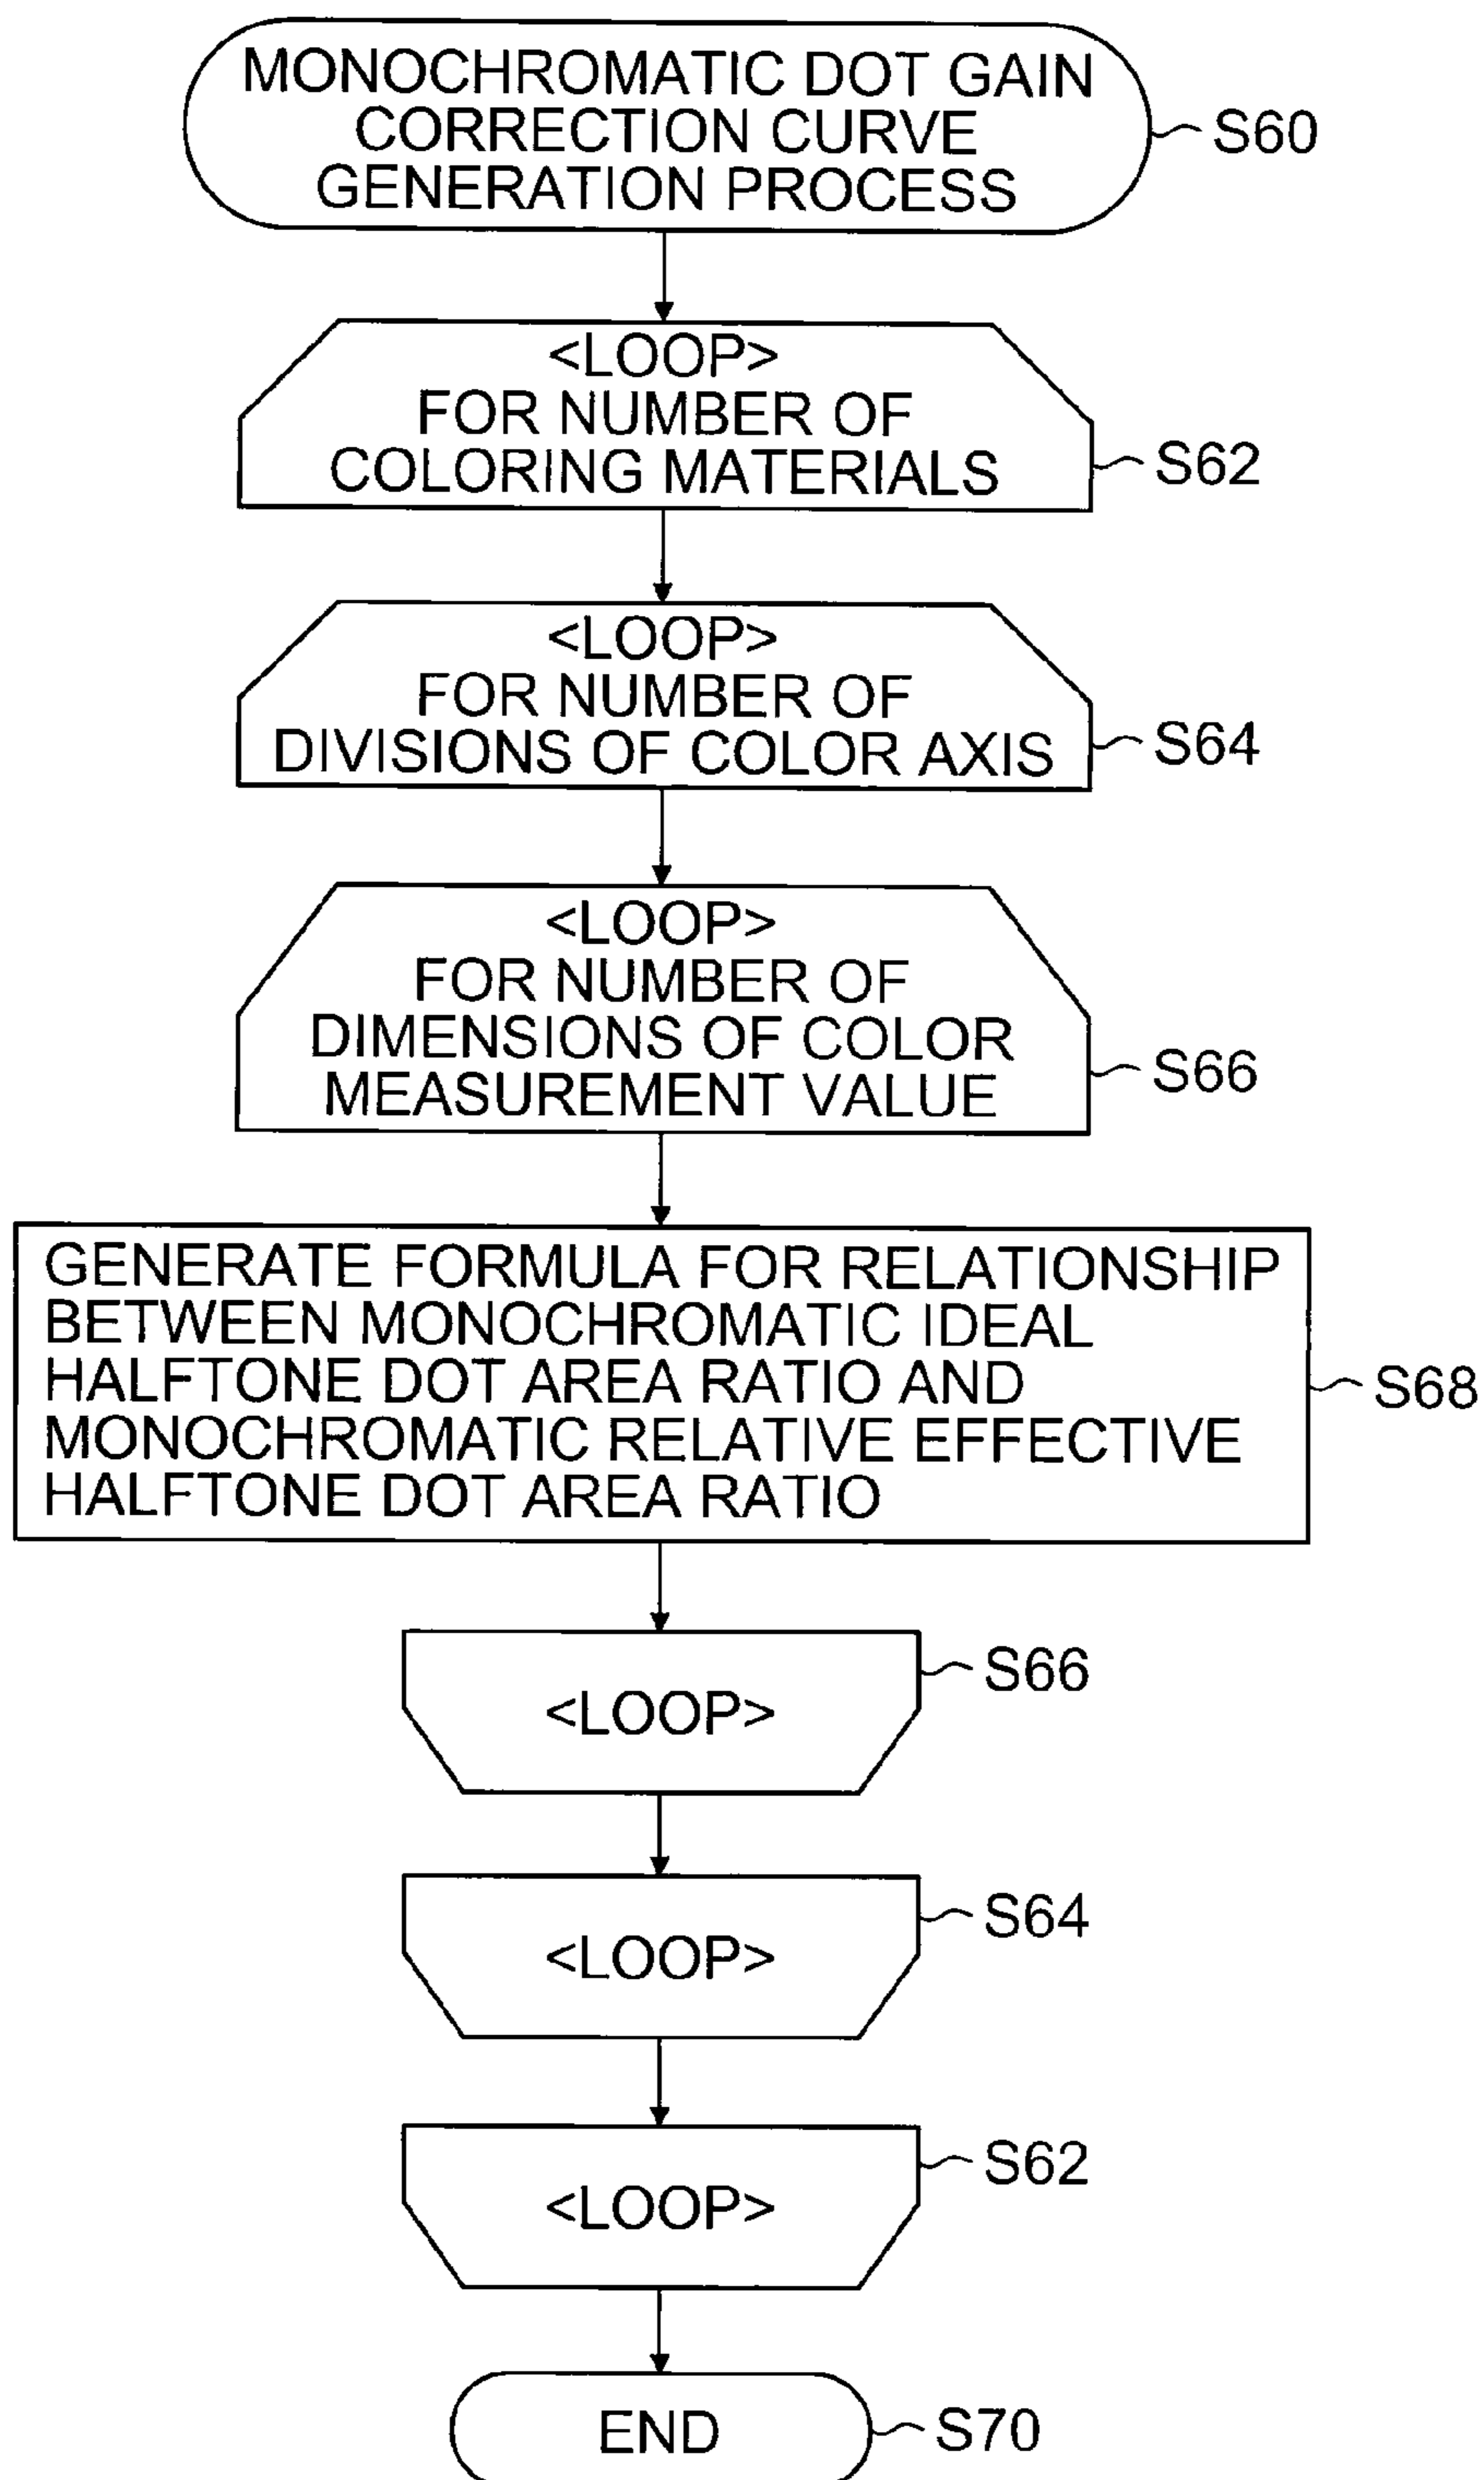 MONOCHROMATIC DOT GAIN
CORRECTION CURVE
GENERATION PROCESS
S60
<LOOP>
FOR NUMBER OF
COLORING MATERIALS
S62
<LOOP>
FOR NUMBER OF
DIVISIONS OF COLOR AXIS
S64
<LOOP>
FOR NUMBER OF
DIMENSIONS OF COLOR
MEASUREMENT VALUE
S66
GENERATE FORMULA FOR RELATIONSHIP
BETWEEN MONOCHROMATIC IDEAL
HALFTONE DOT AREA RATIO AND
MONOCHROMATIC RELATIVE EFFECTIVE
HALFTONE DOT AREA RATIO
S68
<LOOP>
S66
<LOOP>
S64
<LOOP>
S62
END
S70